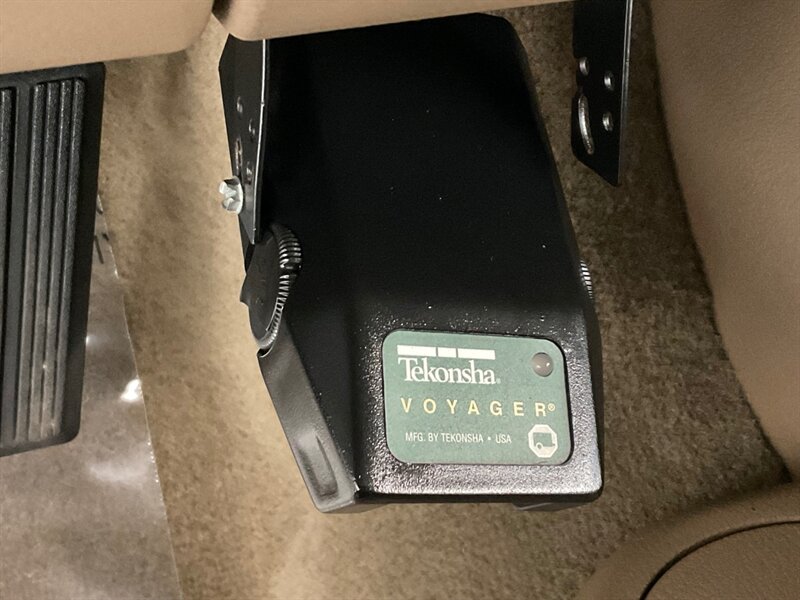 Tekonsha®
VOYAGER®
MFG. BY TEKONSHA • USA